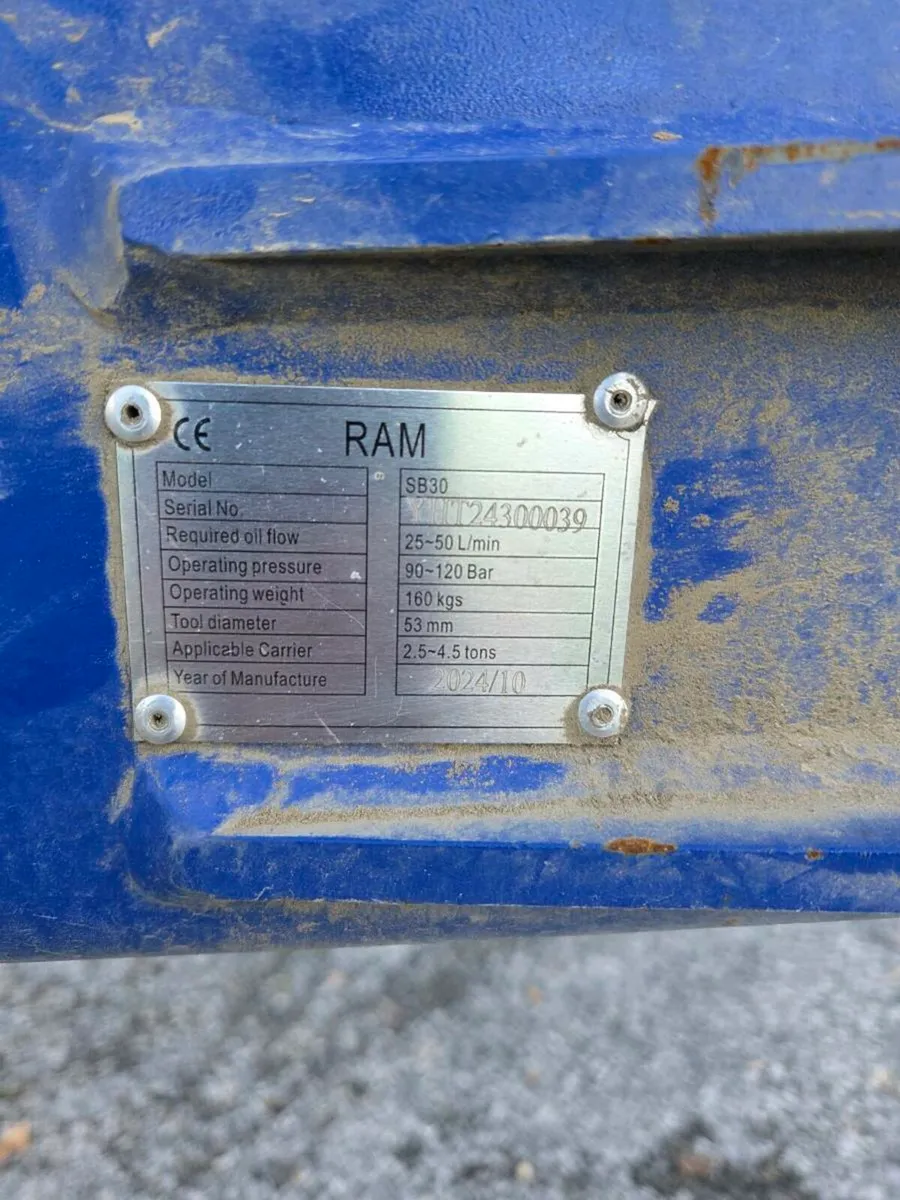 CE RAM
Model SB30
Serial No. YHT24300039
Required oil flow 25~50 L/min
Operating pressure 90~120 Bar
Operating weight 160 kgs
Tool diameter 53 mm
Applicable Carrier 2.5~4.5 tons
Year of Manufacture 2024/10